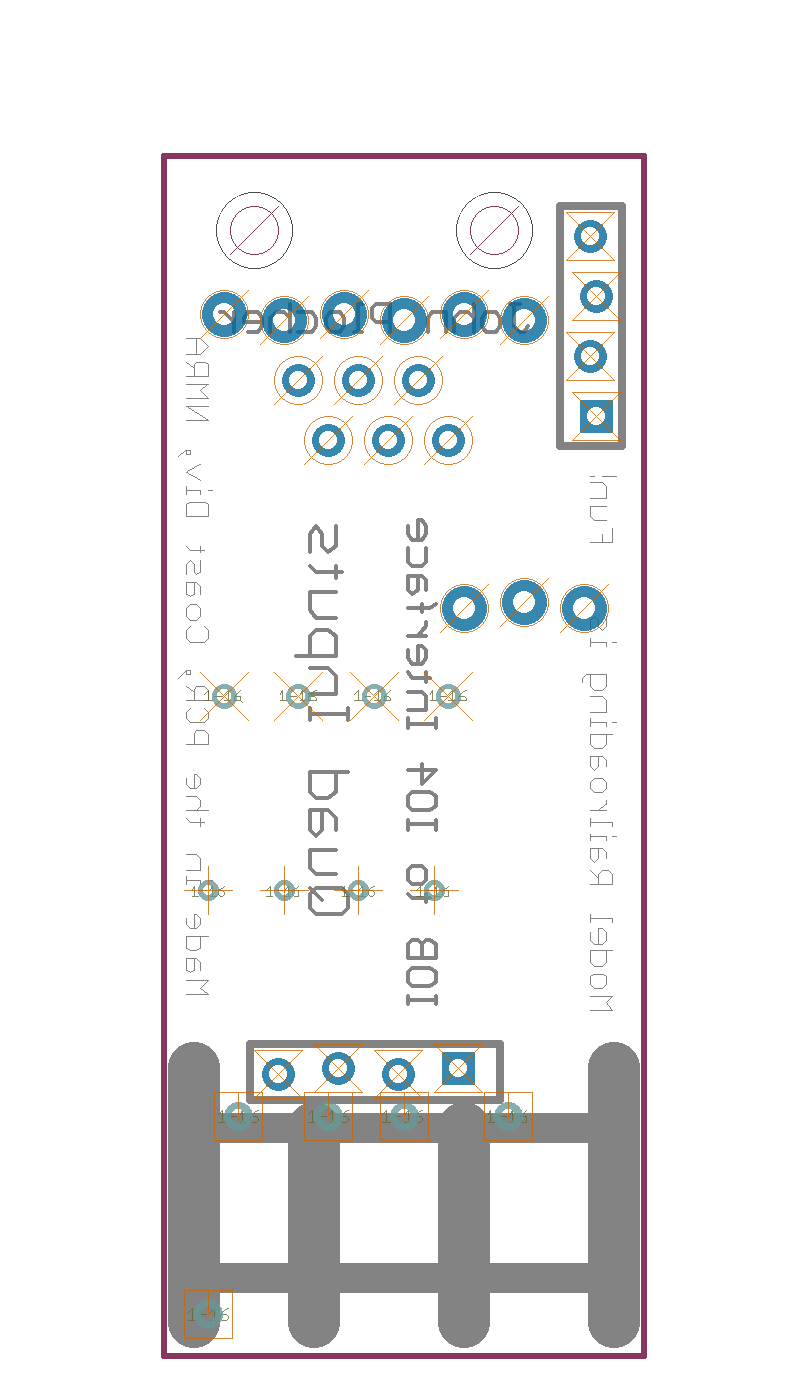 John Plocher
Made in the PCR, Coast Div, NMRA
Quad Inputs
IOB to IO4 Interface
Model Railroading is Fun!
1-16 1-16 1-16 1-16
1-16 1-16 1-16 1-16
1-16 1-16 1-16 1-16
1-16